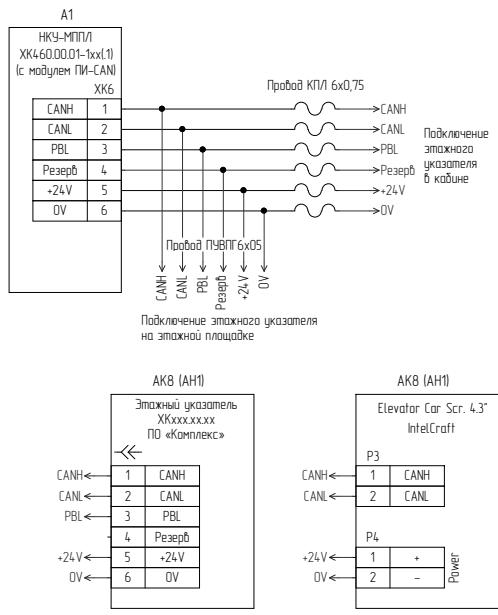 А1
НКУ-МППЛ
ХК460.00.01-1хх(.1)
(с модулем ПИ-CAN)
ХК6
CANH 1
CANL 2
PBL 3
Резерв 4
+24V 5
0V 6
Провод КПЛ 6х0,75
CANH
CANL
PBL
Резерв
+24V
0V
Подключение
этажного
указателя
в кабине
Провод ПУВПГ6х05
CANH
CANL
PBL
Резерв
+24V
0V
Подключение этажного указателя
на этажной площадке
АК8 (АН1)
Этажный указатель
ХКххх.хх.хх
ПО «Комплекс»
CANH 1 CANH
CANL 2 CANL
PBL 3 PBL
4 Резерв
+24V 5 +24V
0V 6 0V
АК8 (АН1)
Elevator Car Scr. 4.3"
IntelCraft
P3
CANH 1 CANH
CANL 2 CANL
P4
+24V 1 +
0V 2 -
Power